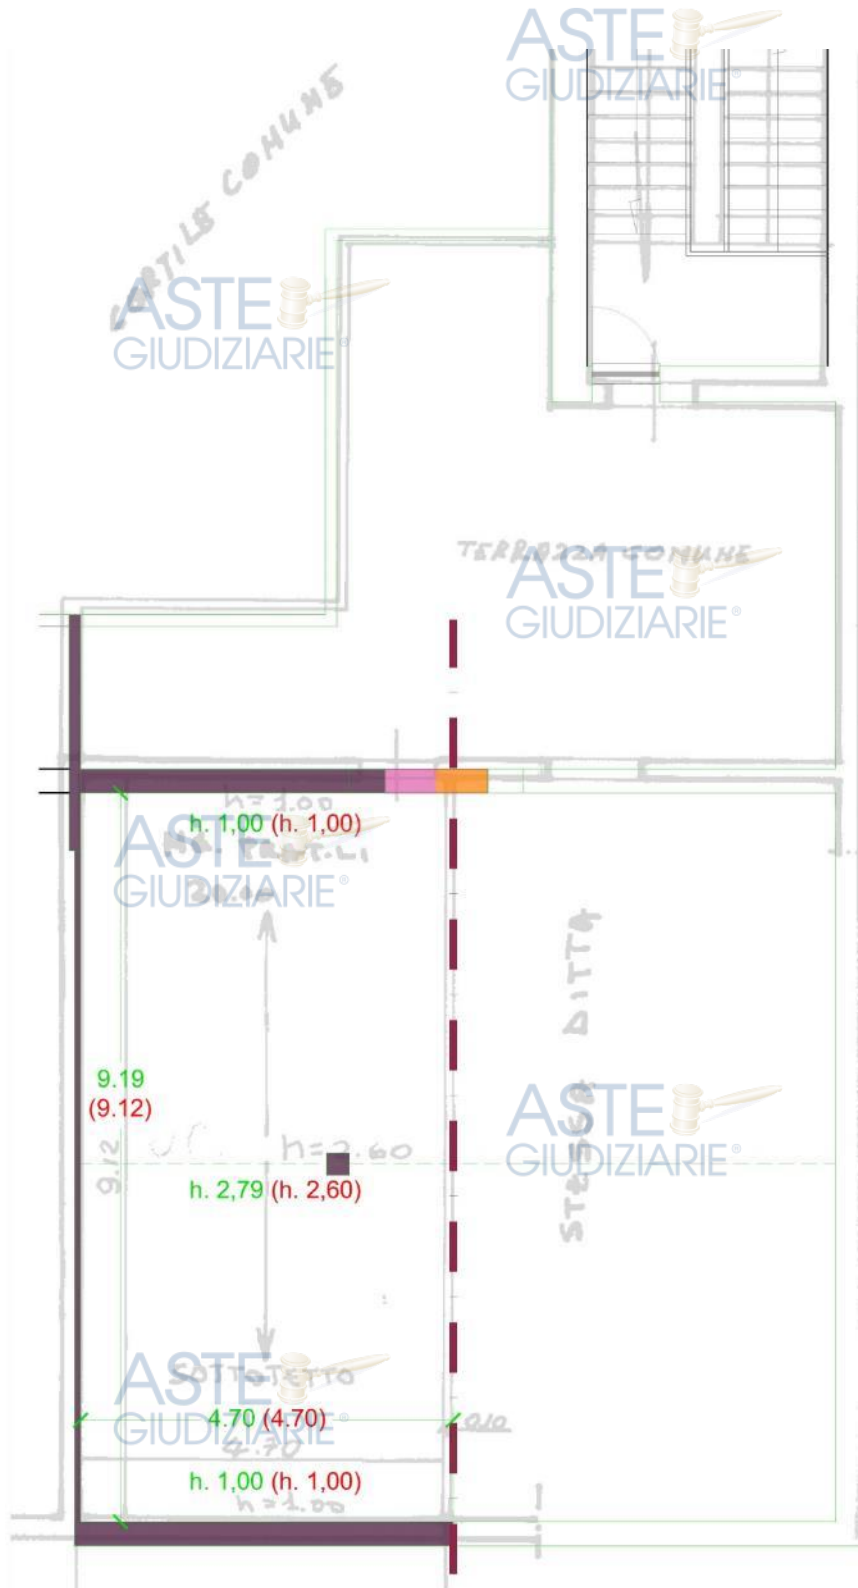 ASTE
GIUDIZIARIE®
CORTILE COMUNE
ASTE
GIUDIZIARIE®
TERRAZZA COMUNE
ASTE
GIUDIZIARIE®
h=1.00
h. 1,00 (h. 1,00)
ASTE
GIUDIZIARIE®
STESSA DITTA
9.19
(9.12)
9.12
h=2.60
h. 2,79 (h. 2,60)
ASTE
GIUDIZIARIE®
ASTE
GIUDIZIARIE®
SOTTOTETTO
4.70 (4.70)
4.70
0.10
h. 1,00 (h. 1,00)
h=1.00